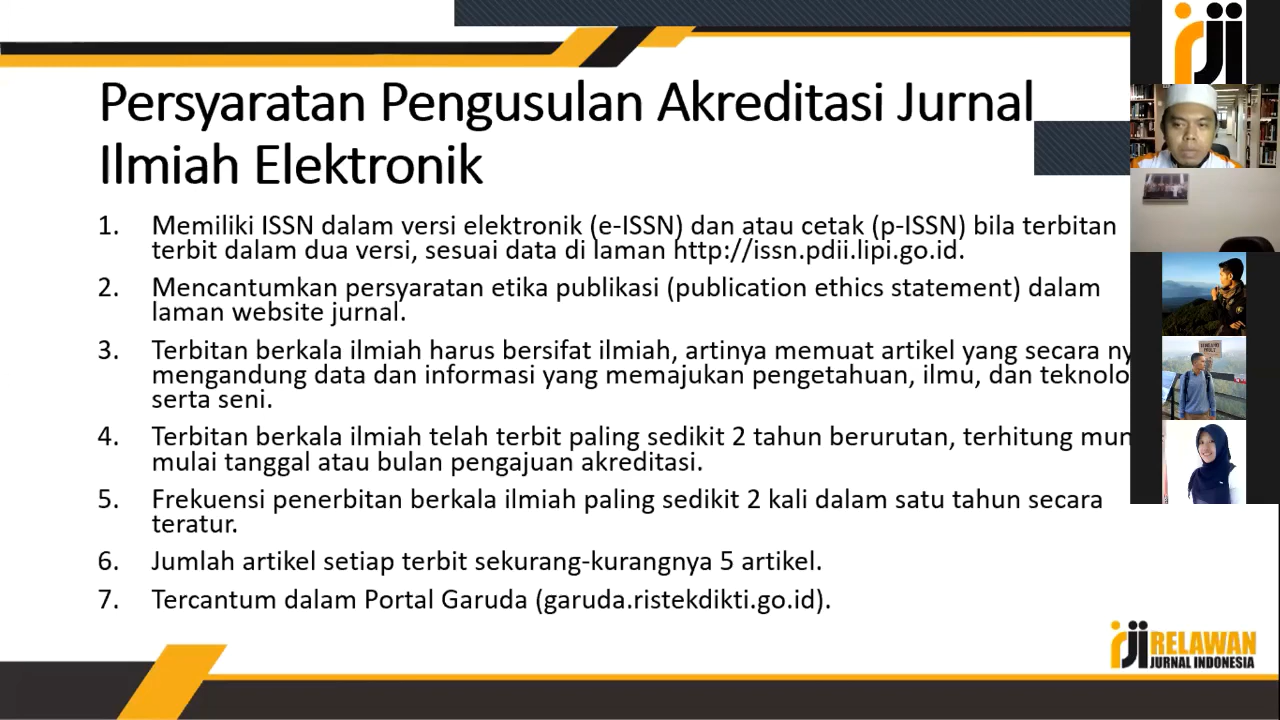 Persyaratan Pengusulan Akreditasi Jurnal
Ilmiah Elektronik
1. Memiliki ISSN dalam versi elektronik (e-ISSN) dan atau cetak (p-ISSN) bila terbitan
terbit dalam dua versi, sesuai data di laman http://issn.pdii.lipi.go.id.
2. Mencantumkan persyaratan etika publikasi (publication ethics statement) dalam
laman website jurnal.
3. Terbitan berkala ilmiah harus bersifat ilmiah, artinya memuat artikel yang secara
mengandung data dan informasi yang memajukan pengetahuan, ilmu, dan
serta seni.
4. Terbitan berkala ilmiah telah terbit paling sedikit 2 tahun berurutan, terhitung
mulai tanggal atau bulan pengajuan akreditasi.
5. Frekuensi penerbitan berkala ilmiah paling sedikit 2 kali dalam satu tahun secara
teratur.
6. Jumlah artikel setiap terbit sekurang-kurangnya 5 artikel.
7. Tercantum dalam Portal Garuda (garuda.ristekdikti.go.id).
rji
rji RELAWAN
JURNAL INDONESIA